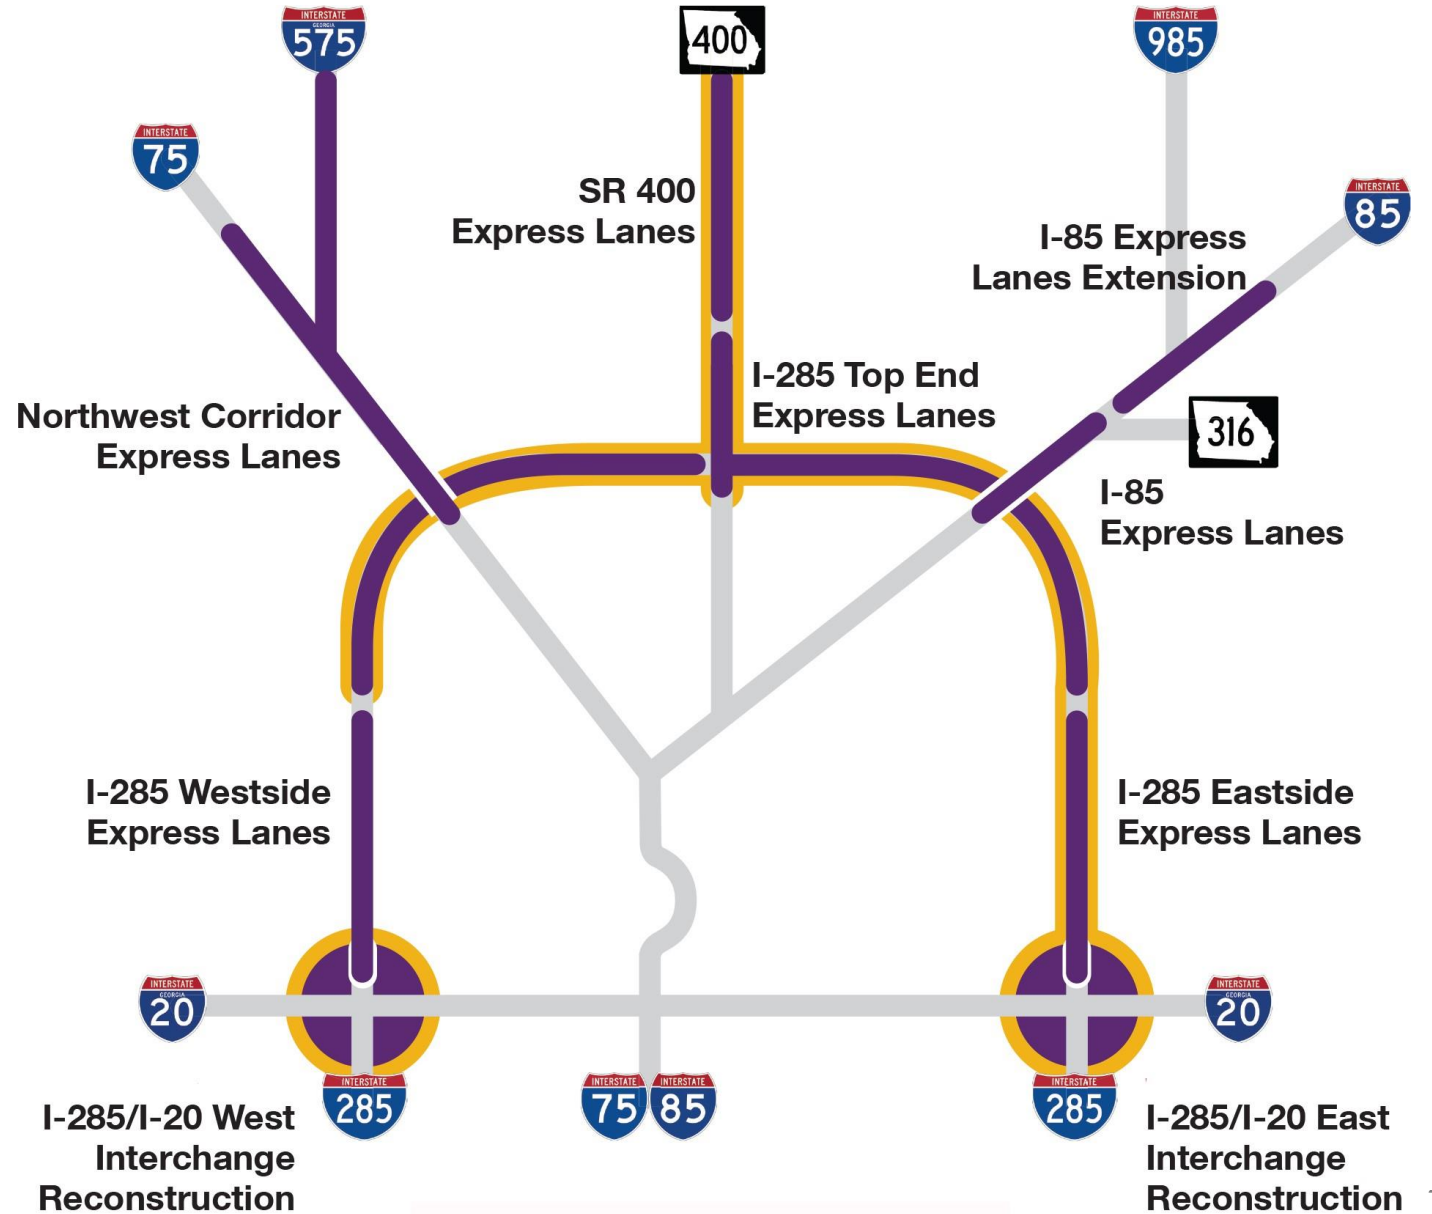 INTERSTATE
GEORGIA
575
400
INTERSTATE
985
INTERSTATE
75
SR 400
Express Lanes
INTERSTATE
85
I-85 Express
Lanes Extension
I-285 Top End
Express Lanes
Northwest Corridor
Express Lanes
316
I-85
Express Lanes
I-285 Westside
Express Lanes
I-285 Eastside
Express Lanes
INTERSTATE
GEORGIA
20
INTERSTATE
GEORGIA
20
INTERSTATE
285
INTERSTATE
75
INTERSTATE
85
INTERSTATE
285
I-285/I-20 West
Interchange
Reconstruction
I-285/I-20 East
Interchange
Reconstruction